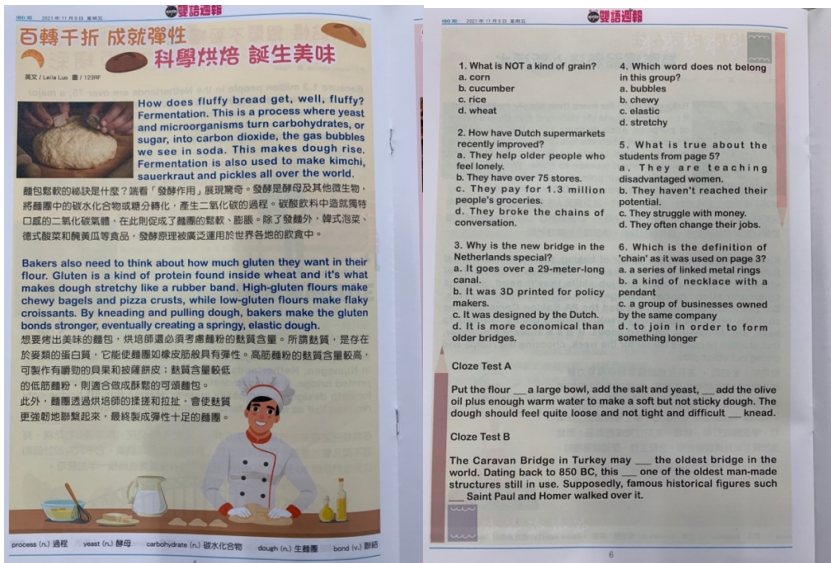 2021 年 11 月 5 日 星期五
雙語週報
百轉千折 成就彈性
科學烘焙 誕生美味
英文 / Leila Luo 圖 / 123RF
How does fluffy bread get, well, fluffy?
Fermentation. This is a process where yeast
and microorganisms turn carbohydrates, or
sugar, into carbon dioxide, the gas bubbles
we see in soda. This makes dough rise.
Fermentation is also used to make kimchi,
sauerkraut and pickles all over the world.
麵包鬆軟的祕訣是什麼？端看「發酵作用」展現驚奇。發酵是酵母及其他微生物，
將麵團中的碳水化合物或糖分轉化，產生二氧化碳的過程。碳酸飲料中造就獨特
口感的二氧化碳氣體，在此則促成了麵團的鬆軟、膨脹。除了發麵外，韓式泡菜、
德式酸菜和醃黃瓜等食品，發酵原理被廣泛運用於世界各地的飲食中。
Bakers also need to think about how much gluten they want in their
flour. Gluten is a kind of protein found inside wheat and it's what
makes dough stretchy like a rubber band. High-gluten flours make
chewy bagels and pizza crusts, while low-gluten flours make flaky
croissants. By kneading and pulling dough, bakers make the gluten
bonds stronger, eventually creating a springy, elastic dough.
想要烤出美味的麵包，烘焙師還必須考慮麵粉的麩質含量。所謂麩質，是存在
於麥類的蛋白質，它能使麵團如橡皮筋般具有彈性。高筋麵粉的麩質含量較高，
可製作有嚼勁的貝果和披薩餅皮；麩質含量較低
的低筋麵粉，則適合做成酥鬆的可頌麵包。
此外，麵團透過烘焙師的揉搓和拉扯，會使麩質
更強韌地聯繫起來，最終製成彈性十足的麵團。
process (n.) 過程 yeast (n.) 酵母 carbohydrate (n.) 碳水化合物 dough (n.) 生麵團 bond (v.) 聯結
2021 年 11 月 5 日 星期五
雙語週報
1. What is NOT a kind of grain?
a. corn
b. cucumber
c. rice
d. wheat
2. How have Dutch supermarkets
recently improved?
a. They help older people who
feel lonely.
b. They have over 75 stores.
c. They pay for 1.3 million
people's groceries.
d. They broke the chains of
conversation.
3. Why is the new bridge in the
Netherlands special?
a. It goes over a 29-meter-long
canal.
b. It was 3D printed for policy
makers.
c. It was designed by the Dutch.
d. It is more economical than
older bridges.
4. Which word does not belong
in this group?
a. bubbles
b. chewy
c. elastic
d. stretchy
5. What is true about the
students from page 5?
a. They are teaching
disadvantaged women.
b. They haven't reached their
potential.
c. They struggle with money.
d. They often change their jobs.
6. Which is the definition of
'chain' as it was used on page 3?
a. a series of linked metal rings
b. a kind of necklace with a
pendant
c. a group of businesses owned
by the same company
d. to join in order to form
something longer
Cloze Test A
Put the flour __ a large bowl, add the salt and yeast, __ add the olive
oil plus enough warm water to make a soft but not sticky dough. The
dough should feel quite loose and not tight and difficult __ knead.
Cloze Test B
The Caravan Bridge in Turkey may __ the oldest bridge in the
world. Dating back to 850 BC, this __ one of the oldest man-made
structures still in use. Supposedly, famous historical figures such
__ Saint Paul and Homer walked over it.
6